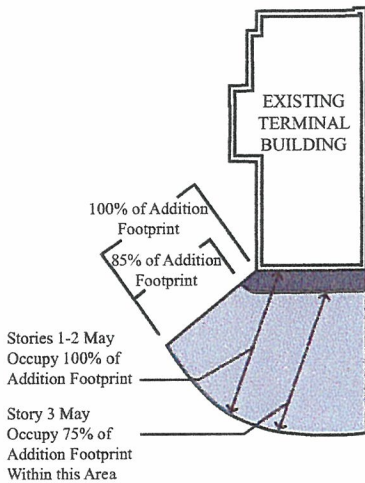 EXISTING
TERMINAL
BUILDING
100% of Addition
Footprint
85% of Addition
Footprint
Stories 1-2 May
Occupy 100% of
Addition Footprint
Story 3 May
Occupy 75% of
Addition Footprint
Within this Area